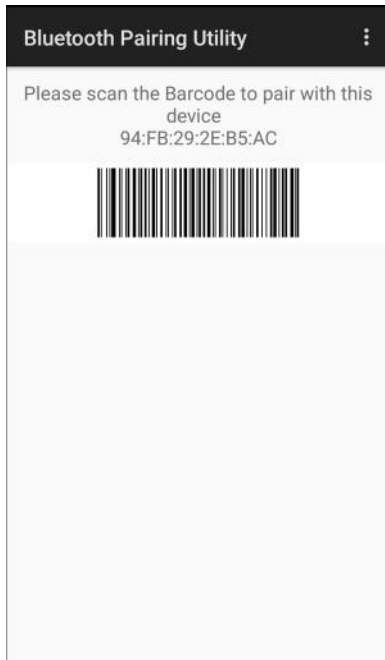 Bluetooth Pairing Utility
Please scan the Barcode to pair with this
device
94:FB:29:2E:B5:AC